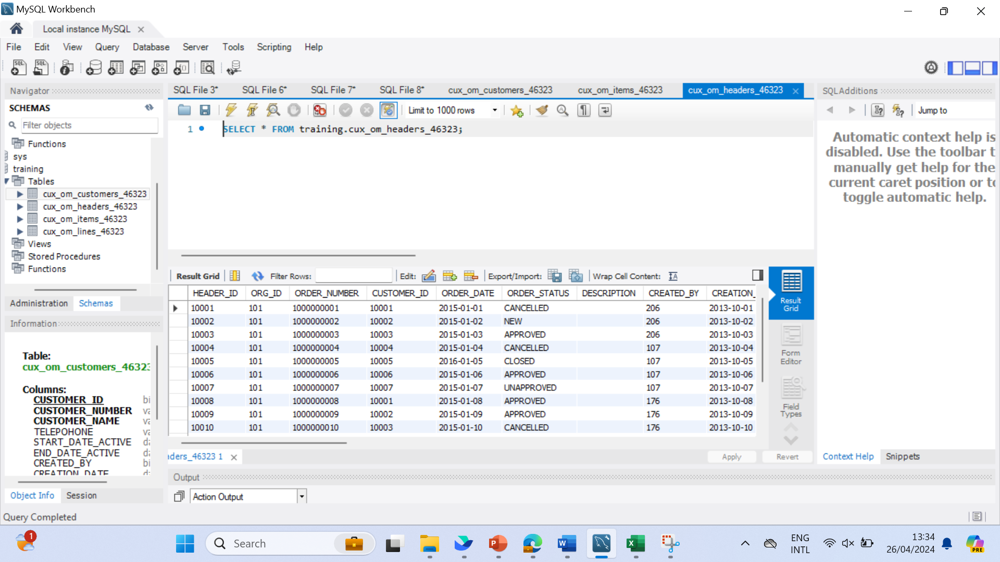 MySQL Workbench
Local instance MySQL
File Edit View Query Database Server Tools Scripting Help
Navigator
SCHEMAS
Filter objects
Functions
sys
training
Tables
cux_om_customers_46323
cux_om_headers_46323
cux_om_items_46323
cux_om_lines_46323
Views
Stored Procedures
Functions
Administration Schemas
Information
Table:
cux_om_customers_46323
Columns:
CUSTOMER_ID bi
CUSTOMER_NUMBER va
CUSTOMER_NAME va
TELEPOHONE va
START_DATE_ACTIVE da
END_DATE_ACTIVE da
CREATED_BY bi
CREATION_DATE da
Object Info Session
Query Completed
SQL File 3* SQL File 6* SQL File 7* SQL File 8* cux_om_customers_46323 cux_om_items_46323 cux_om_headers_46323
Limit to 1000 rows
1 SELECT * FROM training.cux_om_headers_46323;
Result Grid Filter Rows: Edit: Export/Import: Wrap Cell Content:
HEADER_ID ORG_ID ORDER_NUMBER CUSTOMER_ID ORDER_DATE ORDER_STATUS DESCRIPTION CREATED_BY CREATION_
10001 101 1000000001 10001 2015-01-01 CANCELLED 206 2013-10-01
10002 101 1000000002 10002 2015-01-02 NEW 206 2013-10-02
10003 101 1000000003 10003 2015-01-03 APPROVED 206 2013-10-03
10004 101 1000000004 10004 2015-01-04 CANCELLED 107 2013-10-04
10005 101 1000000005 10005 2016-01-05 CLOSED 107 2013-10-05
10006 101 1000000006 10006 2015-01-06 APPROVED 107 2013-10-06
10007 101 1000000007 10007 2015-01-07 UNAPPROVED 107 2013-10-07
10008 101 1000000008 10001 2015-01-08 APPROVED 176 2013-10-08
10009 101 1000000009 10002 2015-01-09 APPROVED 176 2013-10-09
10010 101 1000000010 10003 2015-01-10 CANCELLED 176 2013-10-10
Result
Grid
Form
Editor
Field
Types
aders_46323 1
Apply Revert
Output
Action Output
SQLAdditions
Jump to
Automatic context help is
disabled. Use the toolbar t
manually get help for the
current caret position or to
toggle automatic help.
Context Help Snippets
1
Search
ENG
INTL
13:34
26/04/2024
PRE